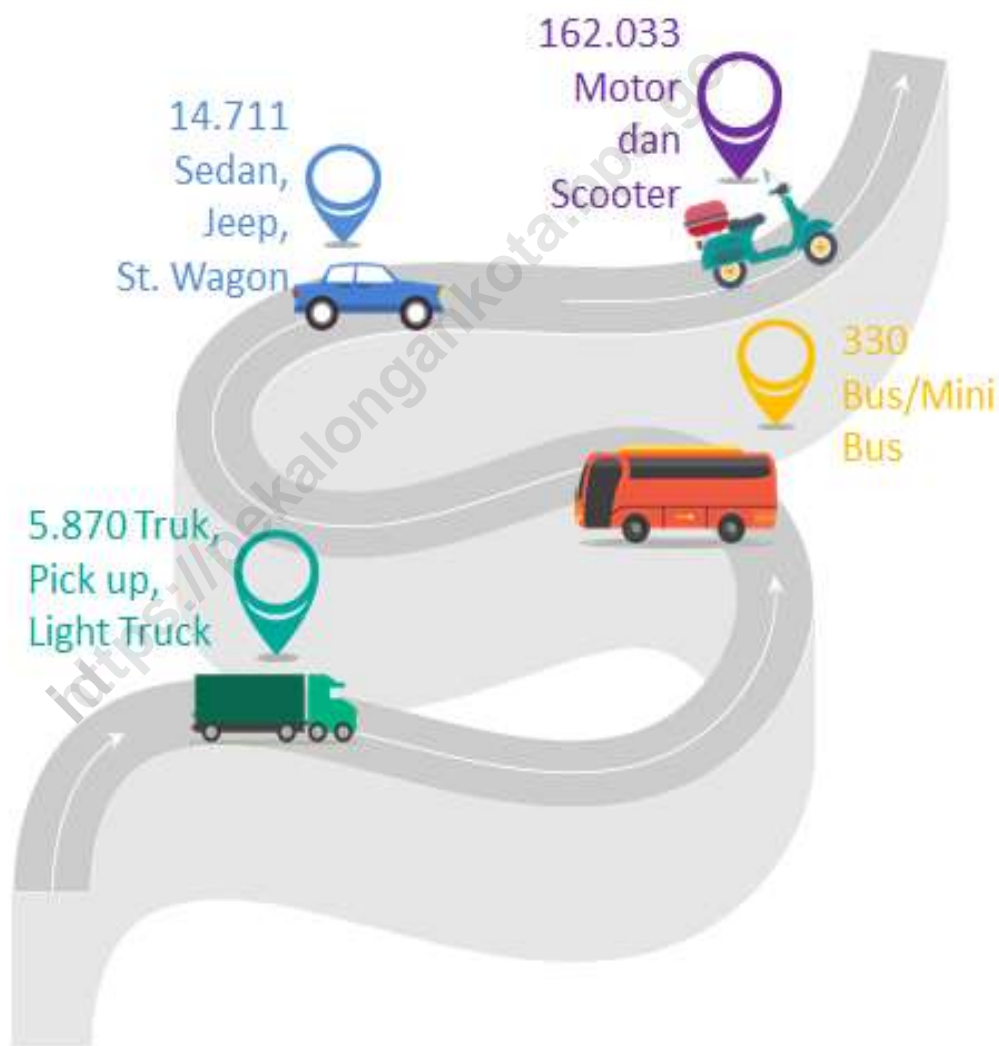 162.033
Motor
dan
Scooter
14.711
Sedan,
Jeep,
St. Wagon
330
Bus/Mini
Bus
5.870 Truk,
Pick up,
Light Truck